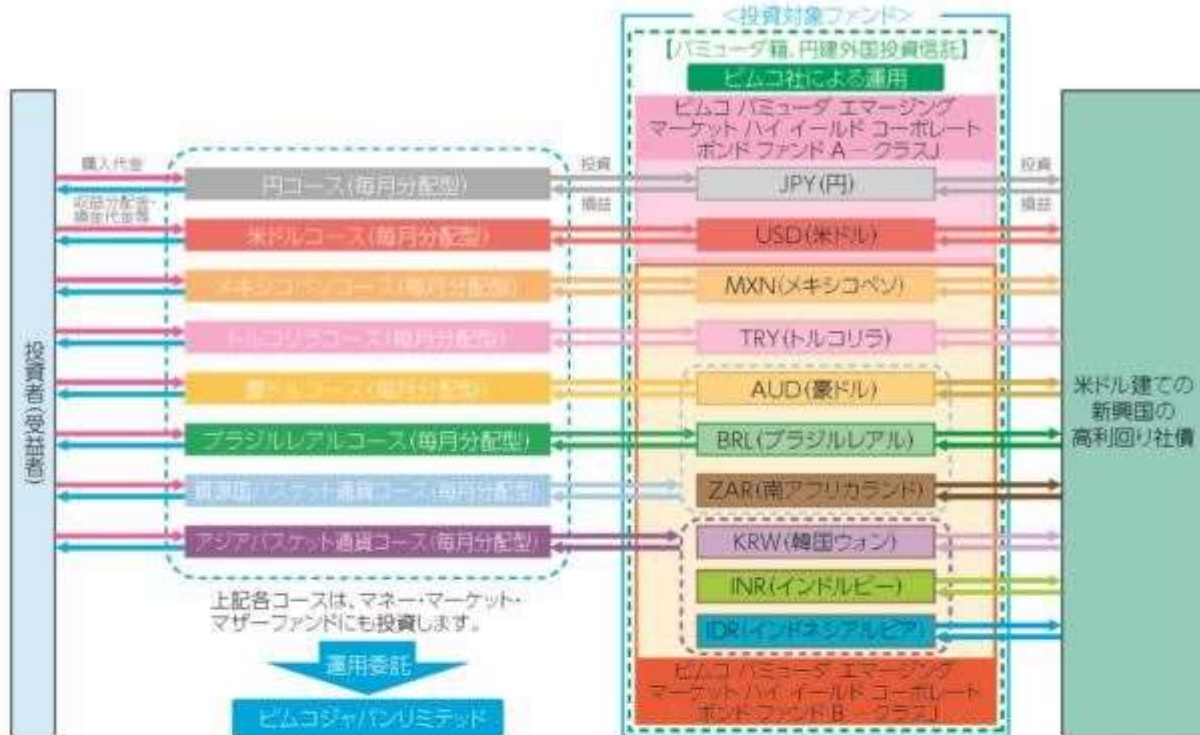 <投資対象ファンド>
【バミューダ籍、円建外国投資信託】
ピムコ社による運用
ピムコ バミューダ エマージング
マーケット ハイ イールド コーポレート
ボンド ファンド A － クラスJ
購入代金
投資
投資
円コース(毎月分配型)
JPY(円)
収益分配金・
換金代金等
損益
損益
米ドルコース(毎月分配型)
USD(米ドル)
メキシコペソコース(毎月分配型)
MXN(メキシコペソ)
トルコリラコース(毎月分配型)
TRY(トルコリラ)
投資者(受益者)
豪ドルコース(毎月分配型)
AUD(豪ドル)
米ドル建ての
新興国の
高利回り社債
ブラジルレアルコース(毎月分配型)
BRL(ブラジルレアル)
資源国バスケット通貨コース(毎月分配型)
ZAR(南アフリカランド)
アジアバスケット通貨コース(毎月分配型)
KRW(韓国ウォン)
INR(インドルピー)
IDR(インドネシアルピア)
上記各コースは、マネー・マーケット・
マザーファンドにも投資します。
運用委託
ピムコジャパンリミテッド
ピムコ バミューダ エマージング
マーケット ハイ イールド コーポレート
ボンド ファンド B － クラスJ